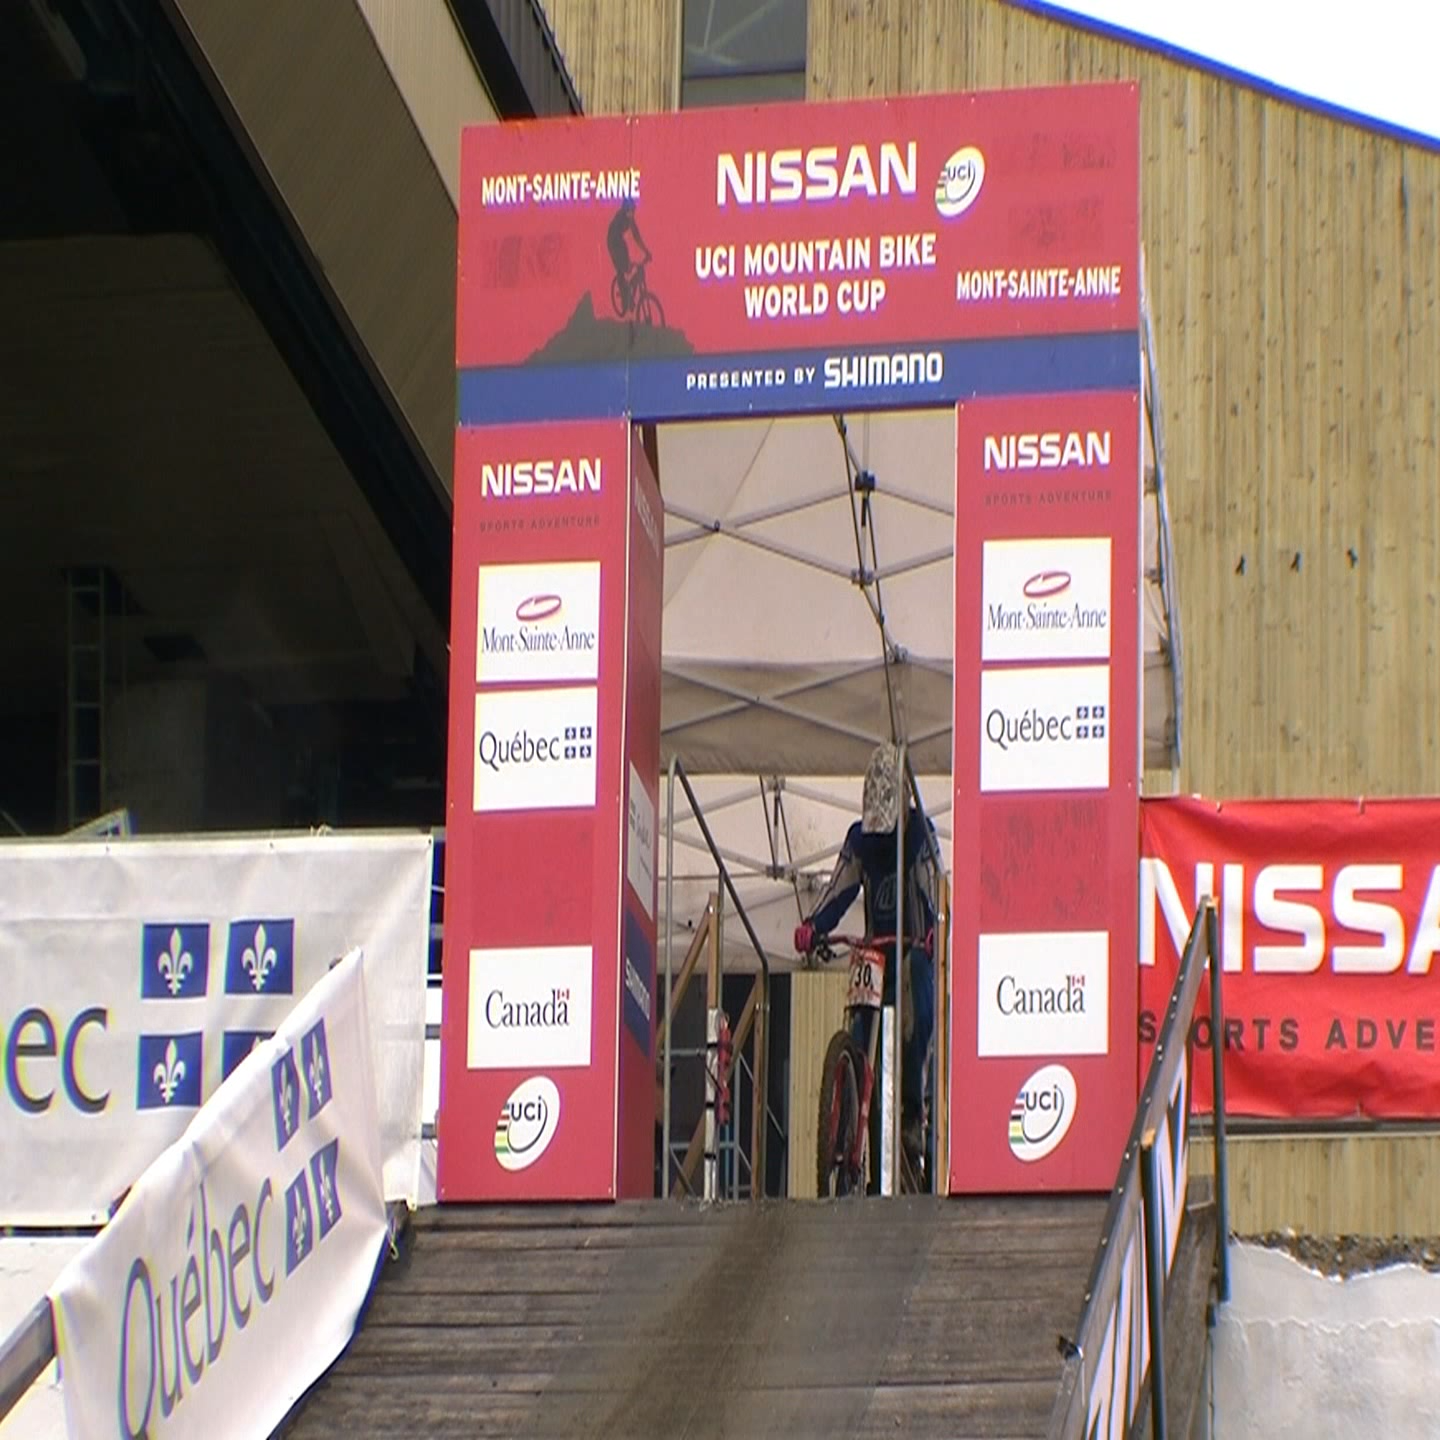 MONT-SAINTE-ANNE
NISSAN
UCI
UCI MOUNTAIN BIKE
WORLD CUP
MONT-SAINTE-ANNE
PRESENTED BY SHIMANO
NISSAN
SPORTS ADVENTURE
Mont-Sainte-Anne
Québec
Canada
UCI
NISSAN
SPORTS ADVENTURE
Mont-Sainte-Anne
Québec
Canada
UCI
NISSAN
SHIMANO
30
ec
Québec
NISSA
SPORTS ADVE